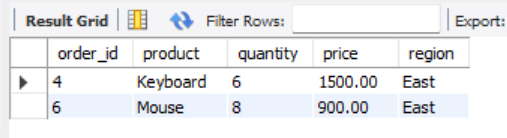 Result Grid Filter Rows: Export:
order_id product quantity price region
4 Keyboard 6 1500.00 East
6 Mouse 8 900.00 East